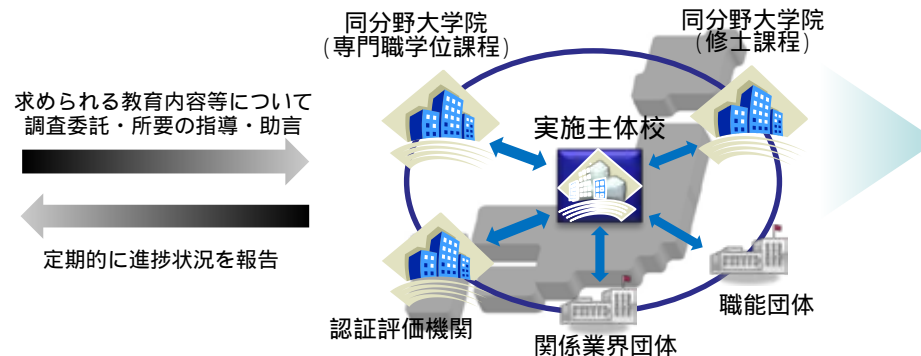 同分野大学院
(専門職学位課程)
同分野大学院
(修士課程)
求められる教育内容等について
調査委託・所要の指導・助言
実施主体校
定期的に進捗状況を報告
認証評価機関
関係業界団体
職能団体